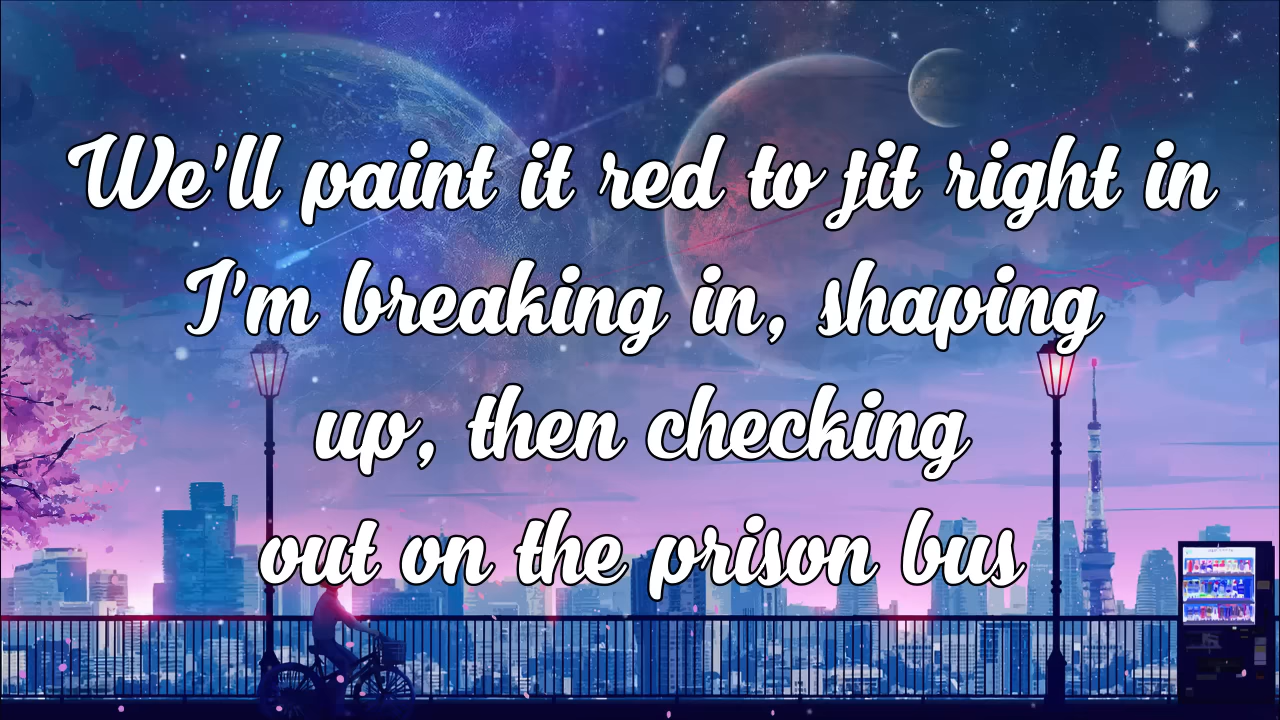 We'll paint it red to fit right in
I'm breaking in, shaping
up, then checking
out on the prison bus